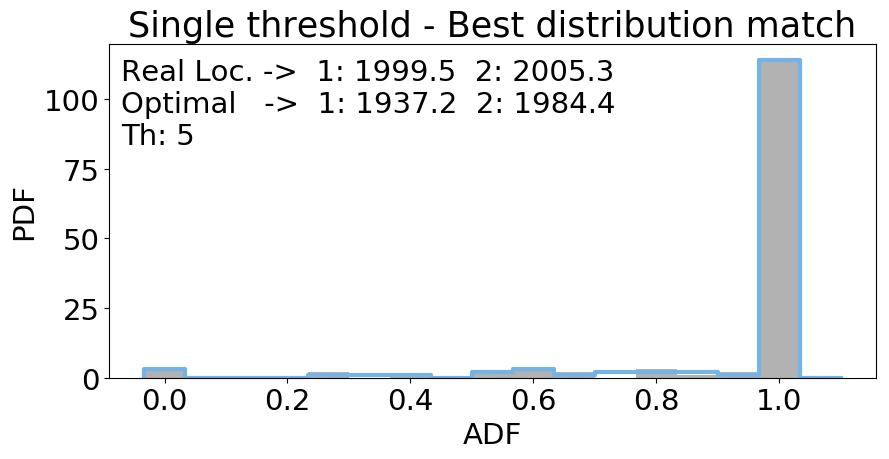 Single threshold - Best distribution match
Real Loc. ->  1: 1999.5  2: 2005.3
Optimal   ->  1: 1937.2  2: 1984.4
Th: 5
PDF
100
75
50
25
0
0.0 0.2 0.4 0.6 0.8 1.0
ADF